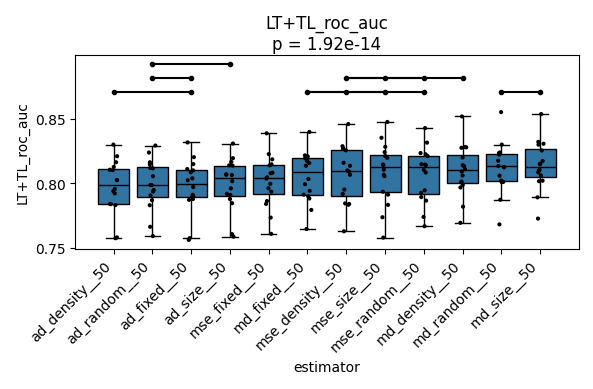 LT+TL_roc_auc
p = 1.92e-14
LT+TL_roc_auc
0.85
0.80
0.75
ad_density__50
ad_random__50
ad_fixed__50
ad_size__50
mse_fixed__50
md_fixed__50
mse_density__50
mse_size__50
mse_random__50
md_density__50
md_random__50
md_size__50
estimator